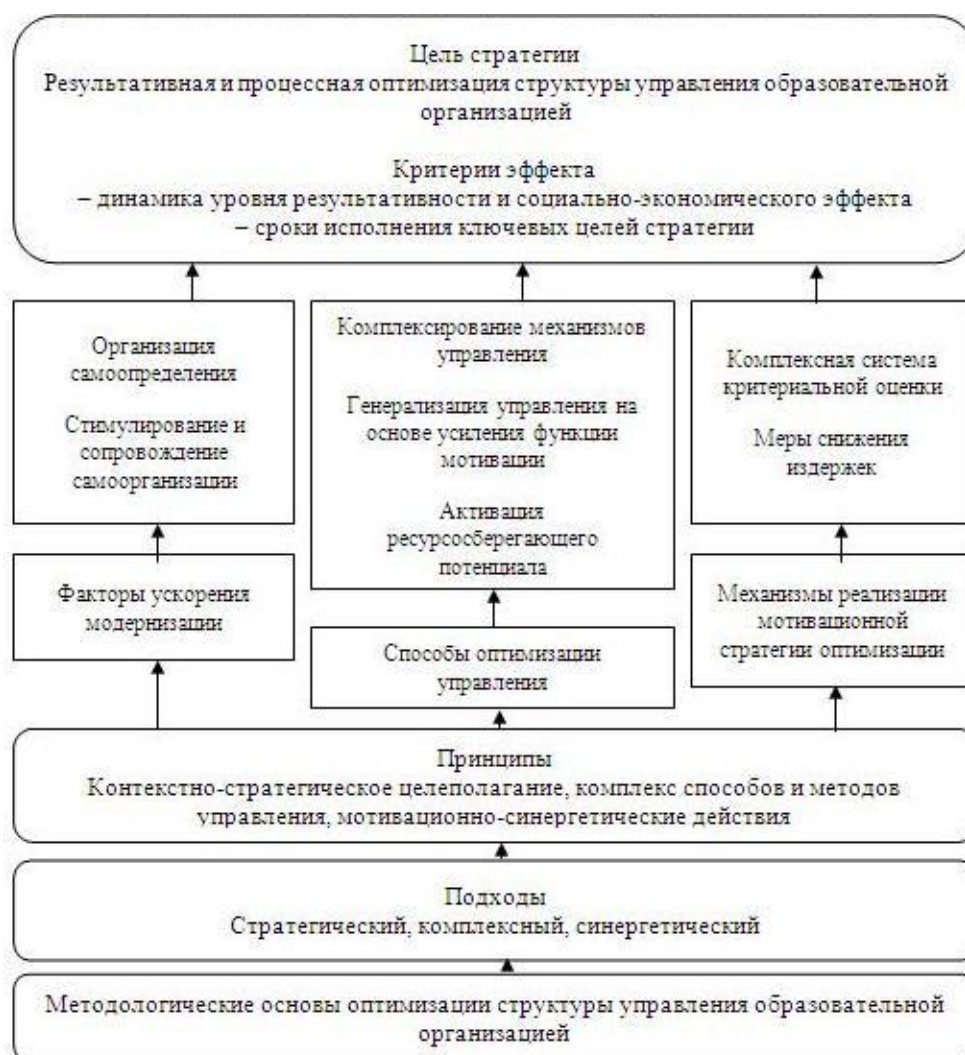 Цель стратегии
Результативная и процессная оптимизация структуры управления образовательной
организацией
Критерии эффекта
– динамика уровня результативности и социально-экономического эффекта
– сроки исполнения ключевых целей стратегии
Организация
самоопределения
Стимулирование и
сопровождение
самоорганизации
Комплексирование механизмов
управления
Генерализация управления на
основе усиления функции
мотивации
Активация
ресурсосберегающего
потенциала
Комплексная система
критериальной оценки
Меры снижения
издержек
Факторы ускорения
модернизации
Способы оптимизации
управления
Механизмы реализации
мотивационной
стратегии оптимизации
Принципы
Контекстно-стратегическое целеполагание, комплекс способов и методов
управления, мотивационно-синергетические действия
Подходы
Стратегический, комплексный, синергетический
Методологические основы оптимизации структуры управления образовательной
организацией